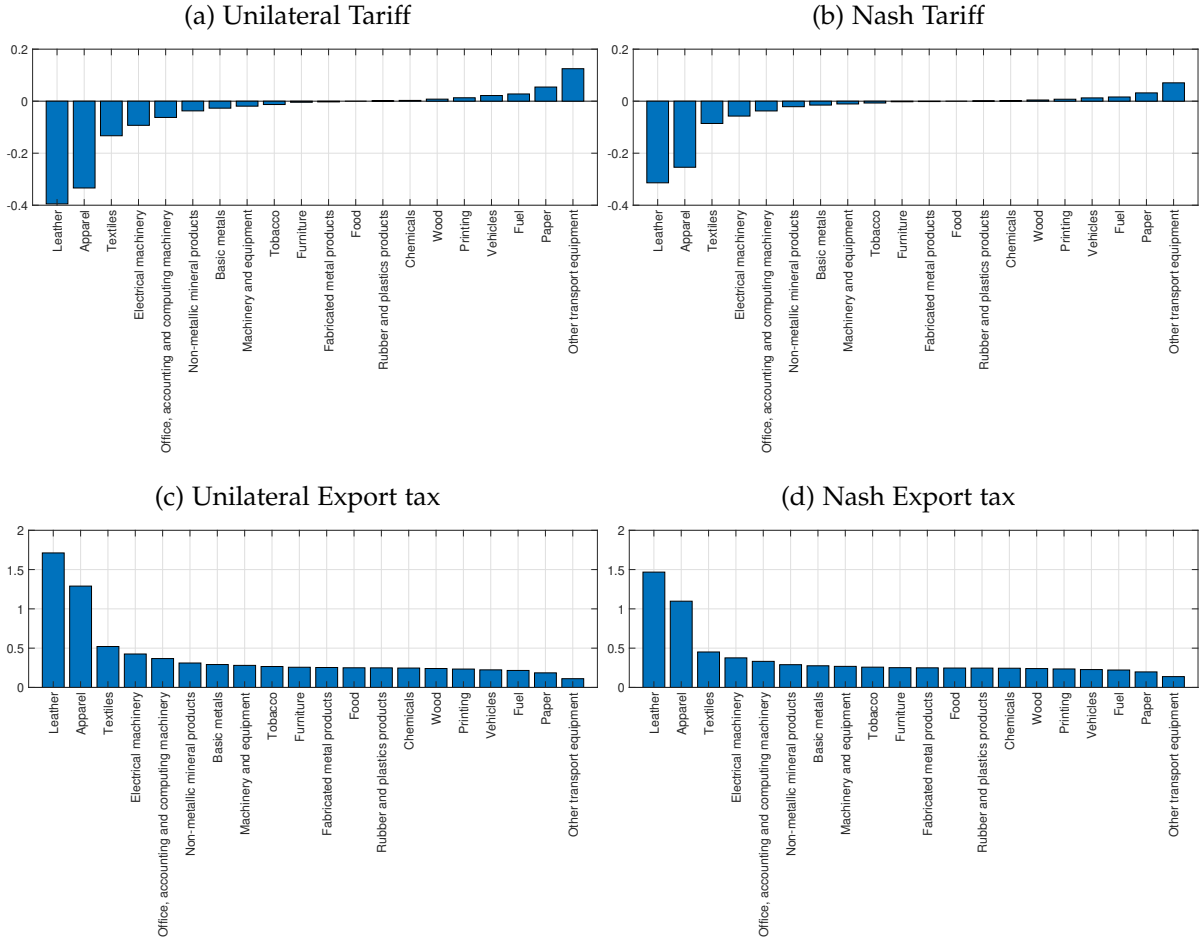 (a) Unilateral Tariff
0.2
0
-0.2
-0.4
Leather
Apparel
Textiles
Electrical machinery
Office, accounting and computing machinery
Non-metallic mineral products
Basic metals
Machinery and equipment
Tobacco
Furniture
Fabricated metal products
Food
Rubber and plastics products
Chemicals
Wood
Printing
Vehicles
Fuel
Paper
Other transport equipment
(b) Nash Tariff
0.2
0
-0.2
-0.4
Leather
Apparel
Textiles
Electrical machinery
Office, accounting and computing machinery
Non-metallic mineral products
Basic metals
Machinery and equipment
Tobacco
Furniture
Fabricated metal products
Food
Rubber and plastics products
Chemicals
Wood
Printing
Vehicles
Fuel
Paper
Other transport equipment
(c) Unilateral Export tax
2
1.5
1
0.5
0
Leather
Apparel
Textiles
Electrical machinery
Office, accounting and computing machinery
Non-metallic mineral products
Basic metals
Machinery and equipment
Tobacco
Furniture
Fabricated metal products
Food
Rubber and plastics products
Chemicals
Wood
Printing
Vehicles
Fuel
Paper
Other transport equipment
(d) Nash Export tax
2
1.5
1
0.5
0
Leather
Apparel
Textiles
Electrical machinery
Office, accounting and computing machinery
Non-metallic mineral products
Basic metals
Machinery and equipment
Tobacco
Furniture
Fabricated metal products
Food
Rubber and plastics products
Chemicals
Wood
Printing
Vehicles
Fuel
Paper
Other transport equipment